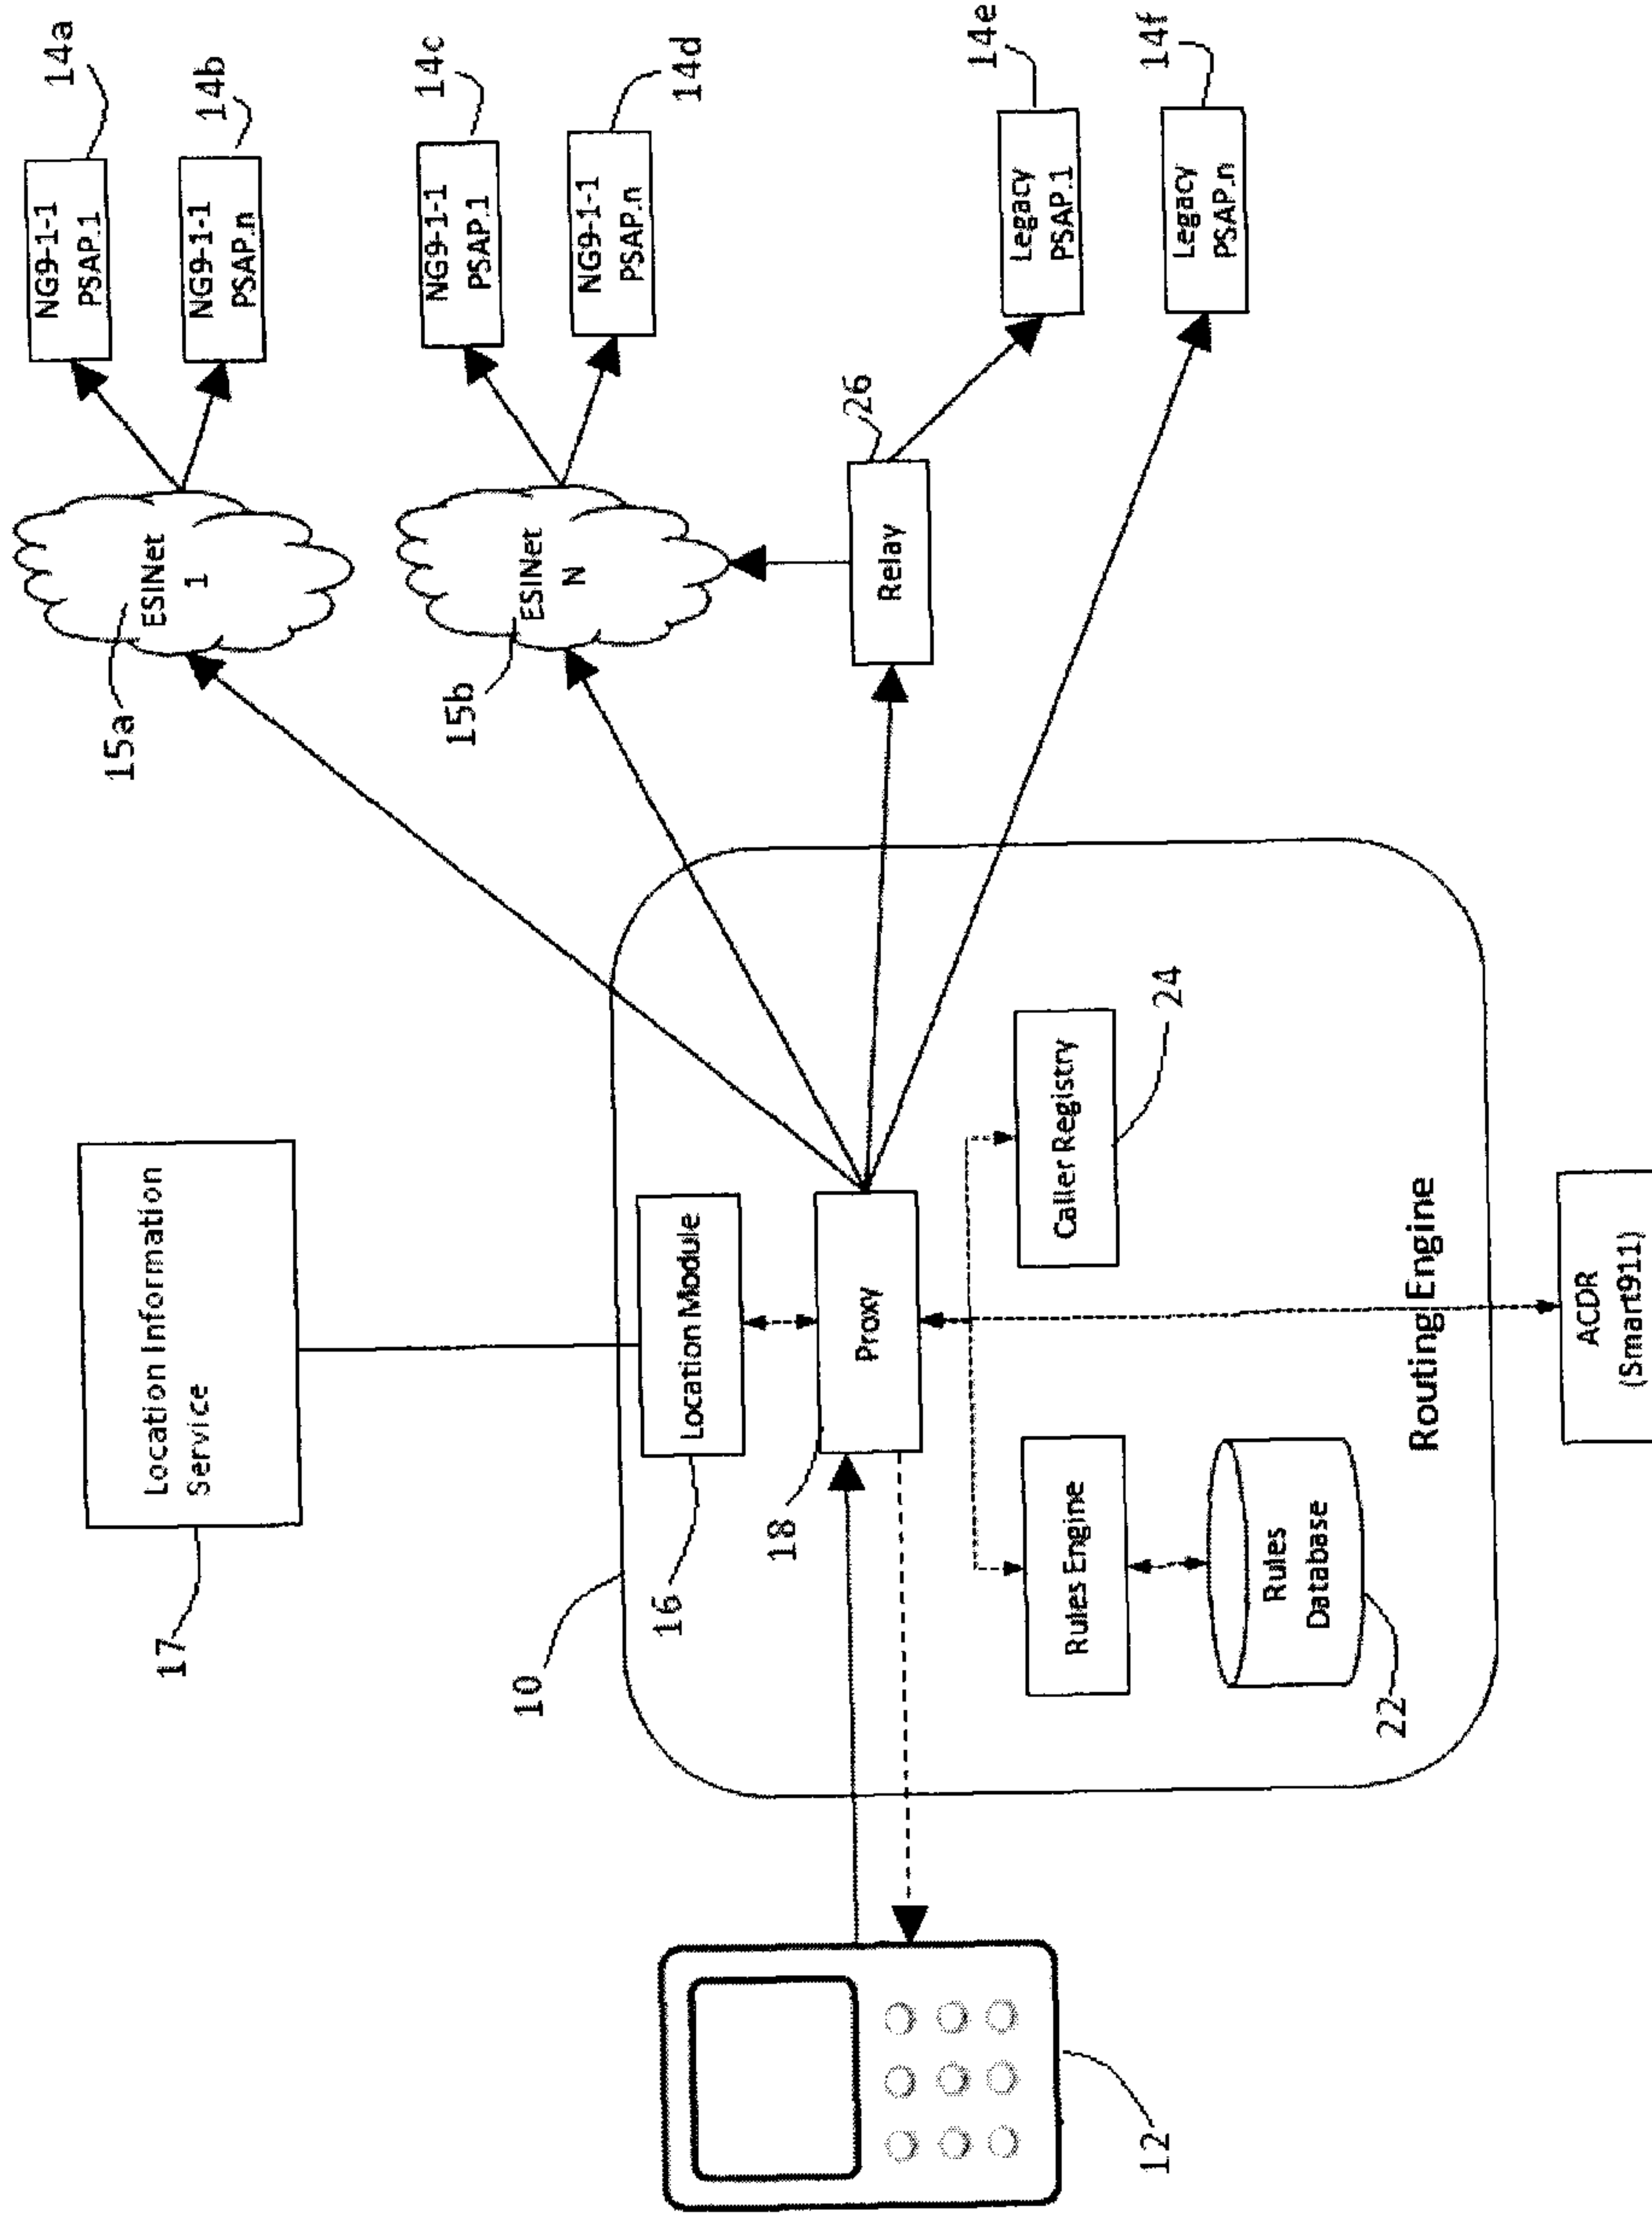 17
Location Information
Service
15a
ESINet
1
NG9-1-1
PSAP.1
14a
NG9-1-1
PSAP.n
14b
15b
ESINet
N
NG9-1-1
PSAP.1
14c
NG9-1-1
PSAP.n
14d
10
16
Location Module
18
Proxy
Relay
26
Legacy
PSAP.1
14e
Legacy
PSAP.n
14f
12
Rules Engine
Caller Registry
24
Rules
Database
22
Routing Engine
ACDR
(Smart911)